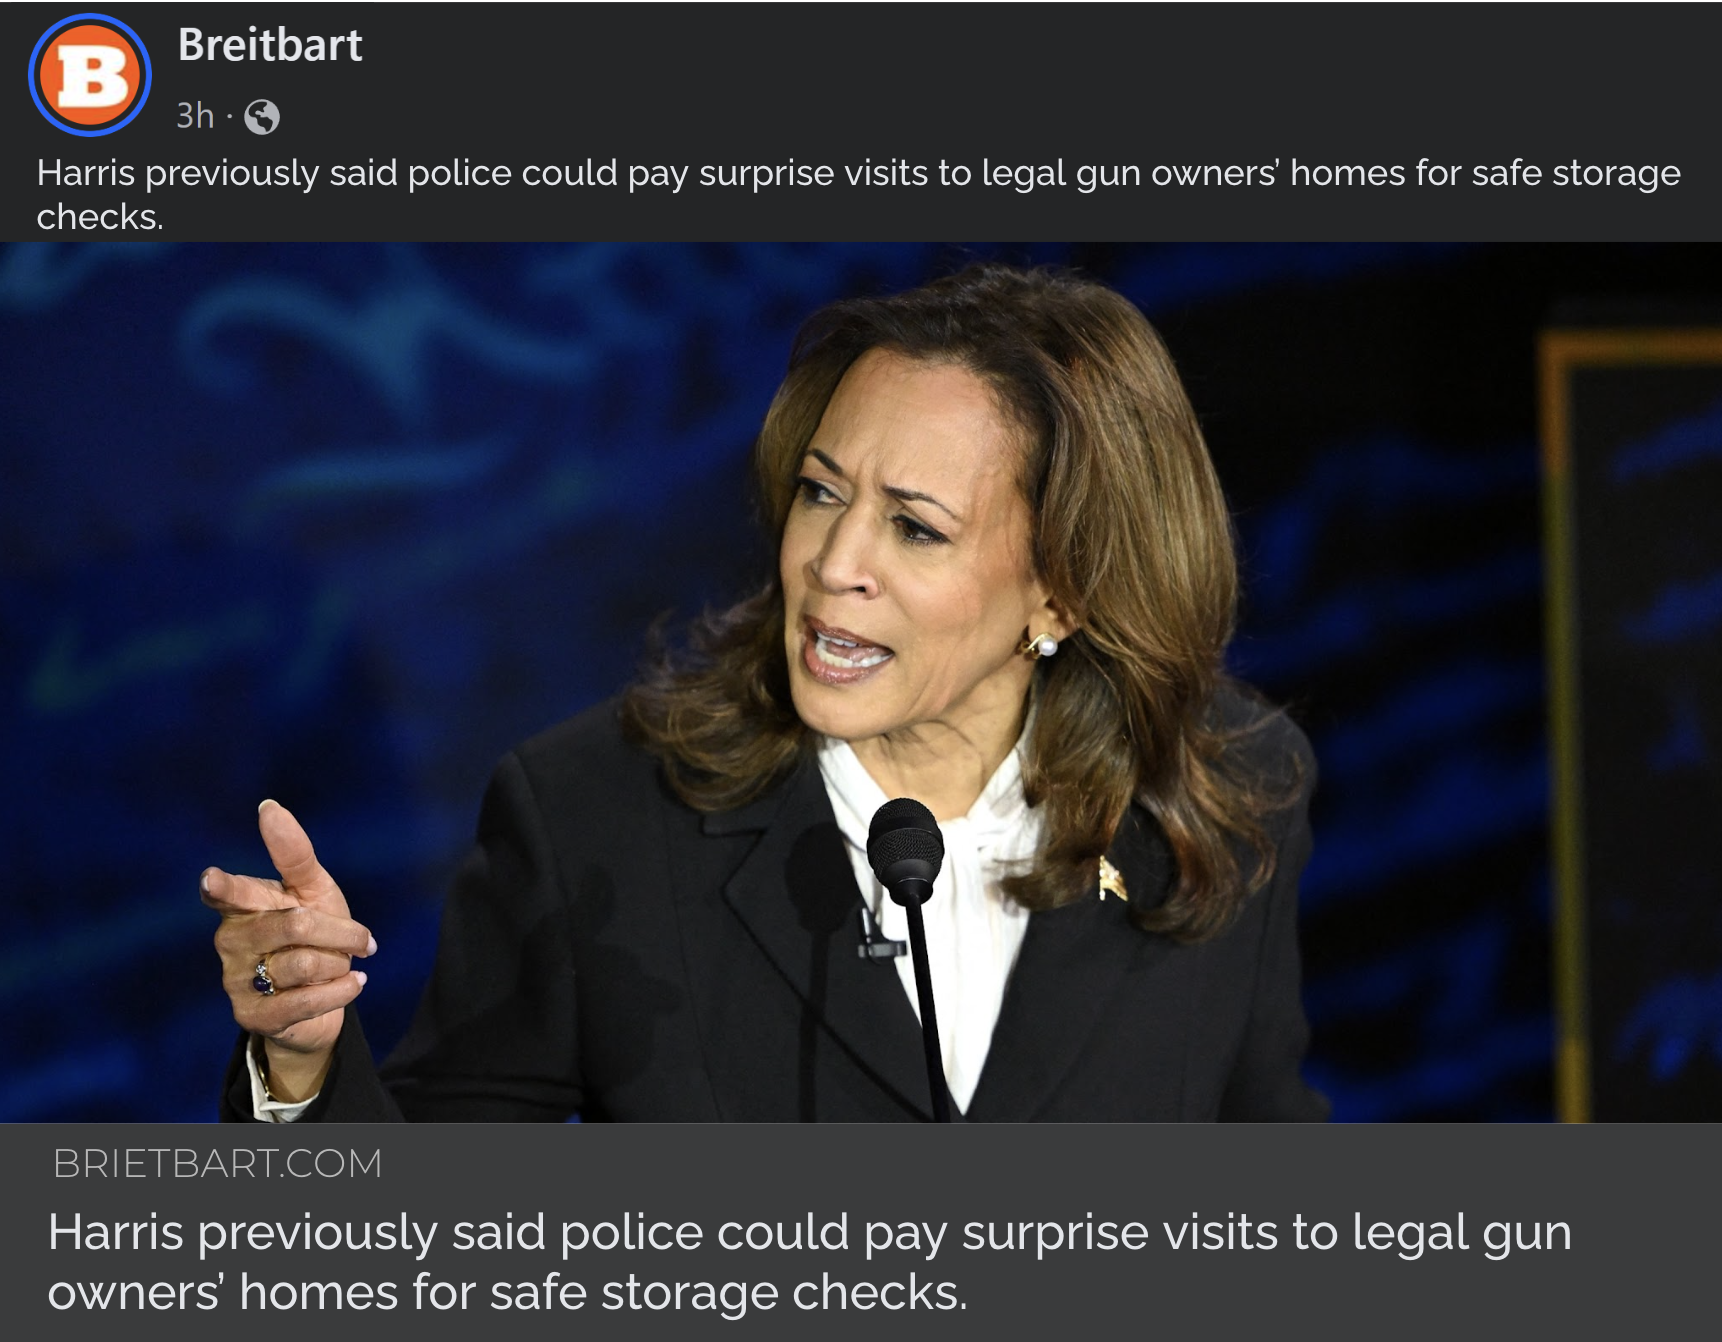 B
Breitbart
3h ·
Harris previously said police could pay surprise visits to legal gun owners’ homes for safe storage
checks.
BRIETBART.COM
Harris previously said police could pay surprise visits to legal gun
owners’ homes for safe storage checks.